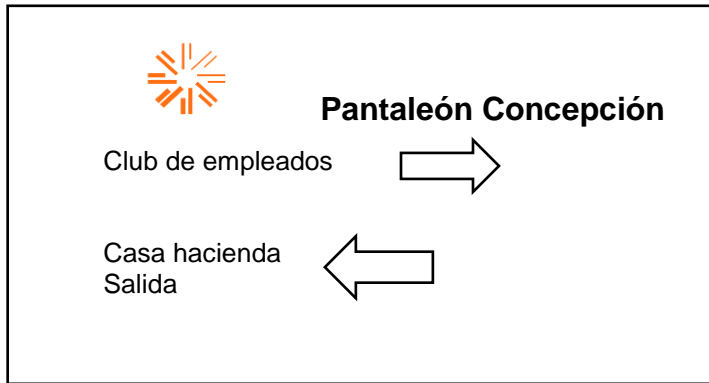 Pantaleón Concepción
Club de empleados
Casa hacienda
Salida